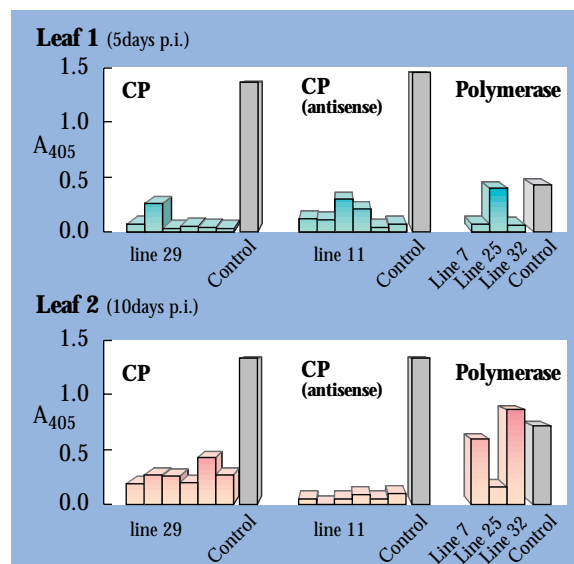 Leaf 1 (5days p.i.)
1.5
1.0
A405
0.5
0.0
CP
CP
(antisense)
Polymerase
line 29
Control
line 11
Control
Line 7
Line 25
Line 32
Control
Leaf 2 (10days p.i.)
1.5
1.0
A405
0.5
0.0
CP
CP
(antisense)
Polymerase
line 29
Control
line 11
Control
Line 7
Line 25
Line 32
Control